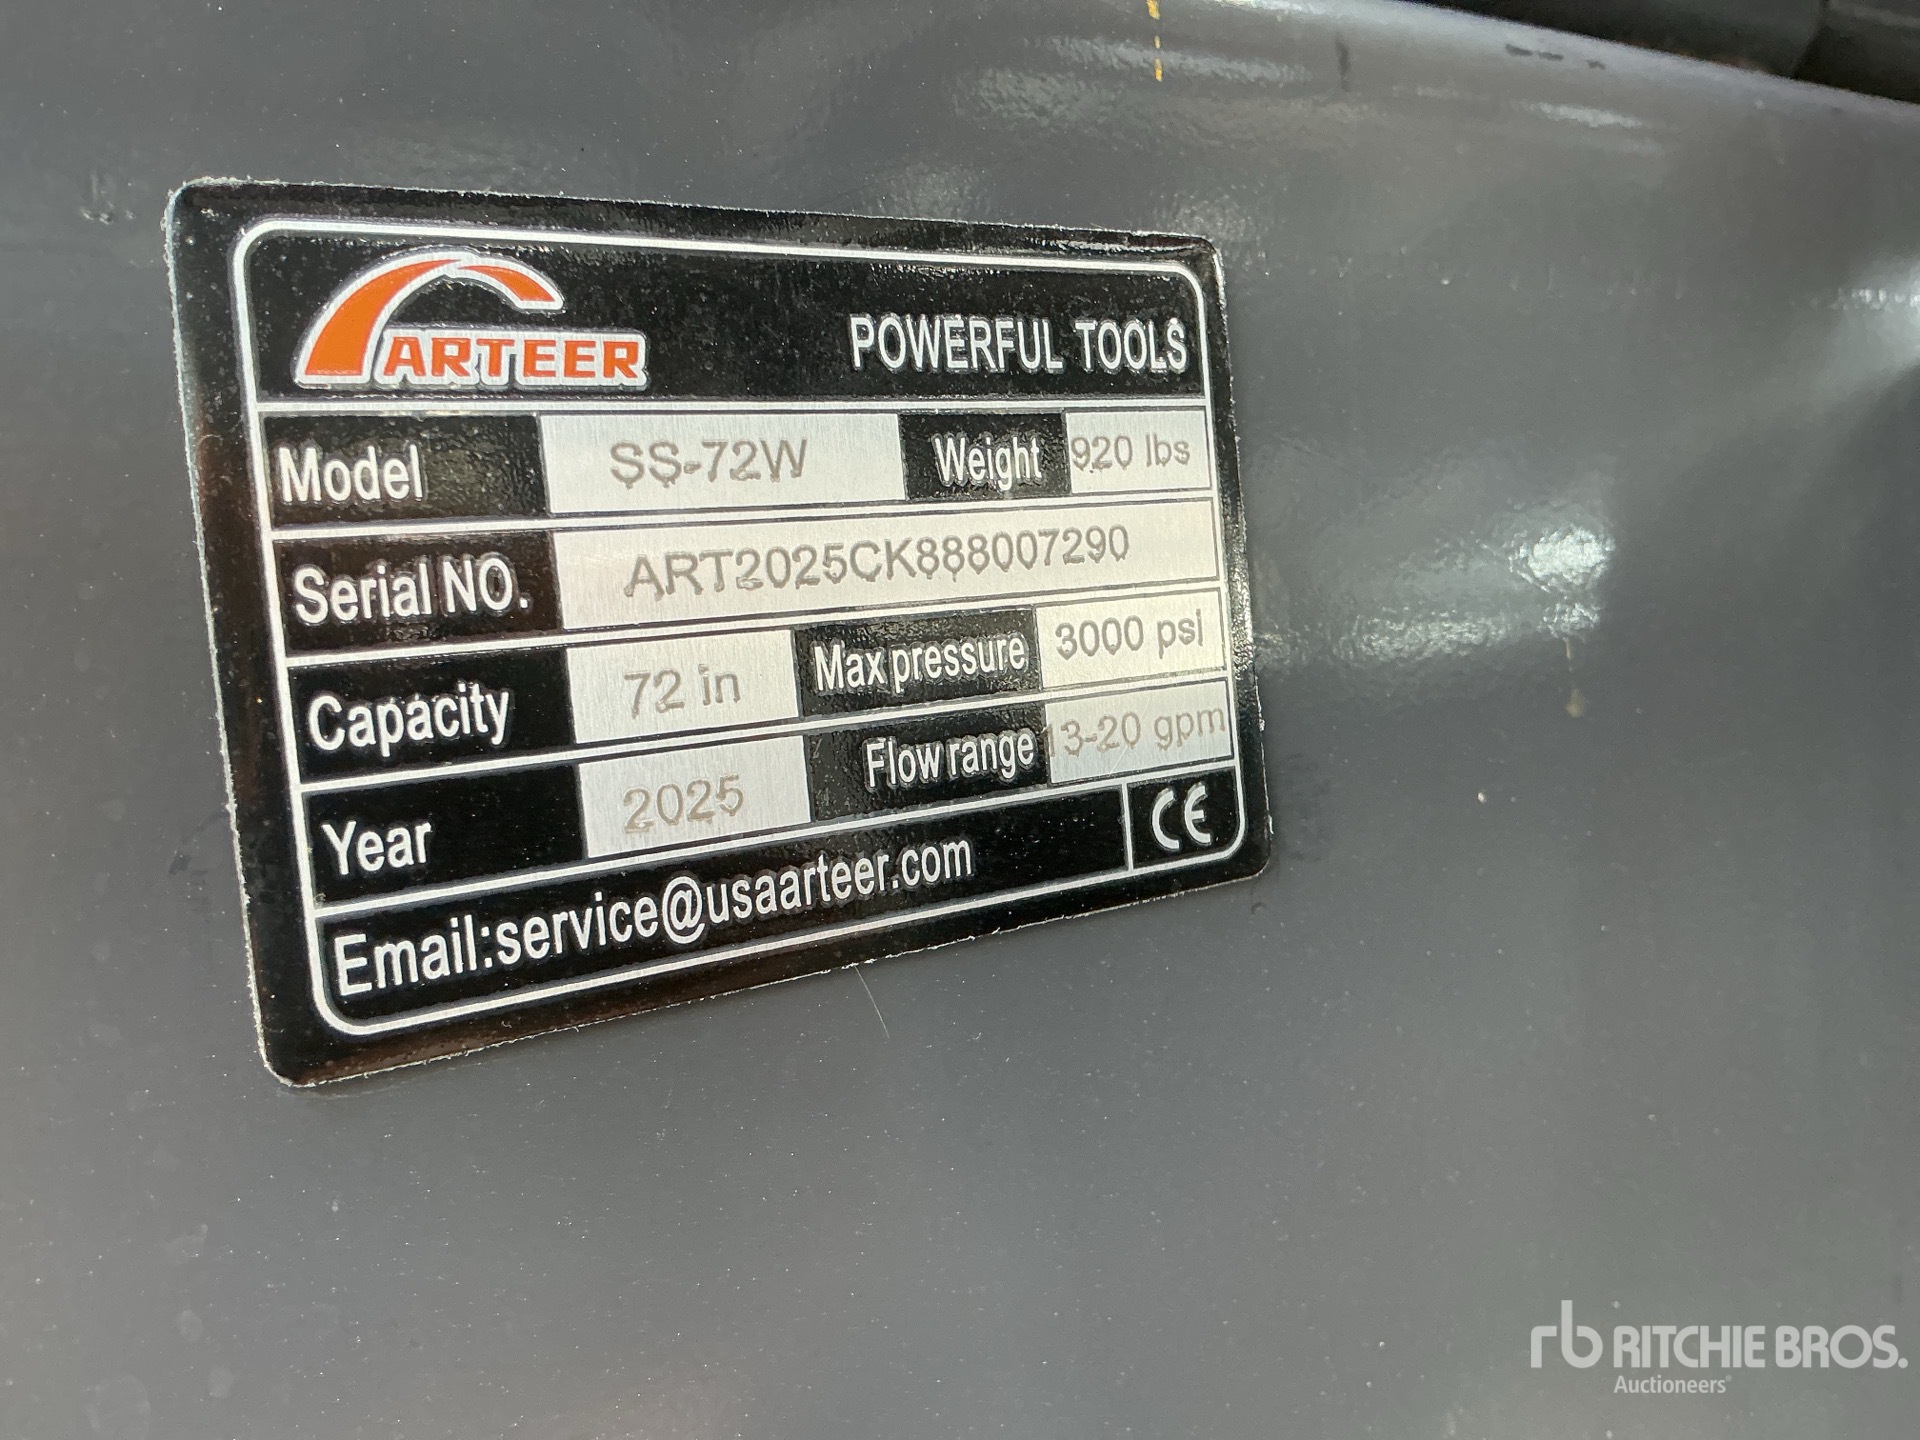 ARTEER POWERFUL TOOLS
Model SS-72W Weight 920 lbs
Serial NO. ART2025CK888007290
Capacity 72 in Max pressure 3000 psi
Year 2025 Flow range 13-20 gpm
Email:service@usaarteer.com CE
rb RITCHIE BROS.
Auctioneers